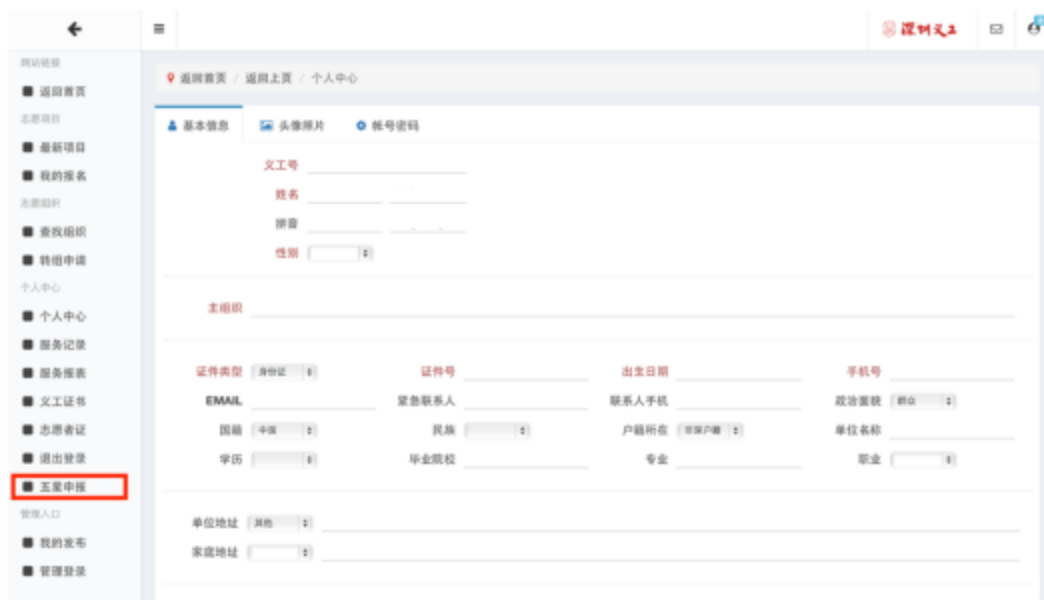 深圳义工
网站链接
返回首页
志愿项目
最新项目
我的报名
志愿组织
查找组织
转组申请
个人中心
个人中心
服务记录
服务报表
义工证书
志愿者证
退出登录
五星申报
管理入口
我的发布
管理登录
返回首页 / 返回上页 / 个人中心
基本信息 头像照片 帐号密码
义工号
姓名
拼音
性别
主组织
证件类型 身份证 证件号 出生日期 手机号
EMAIL 紧急联系人 联系人手机 政治面貌 群众
国籍 中国 民族 户籍所在 非深户籍 单位名称
学历 毕业院校 专业 职业
单位地址 其他
家庭地址